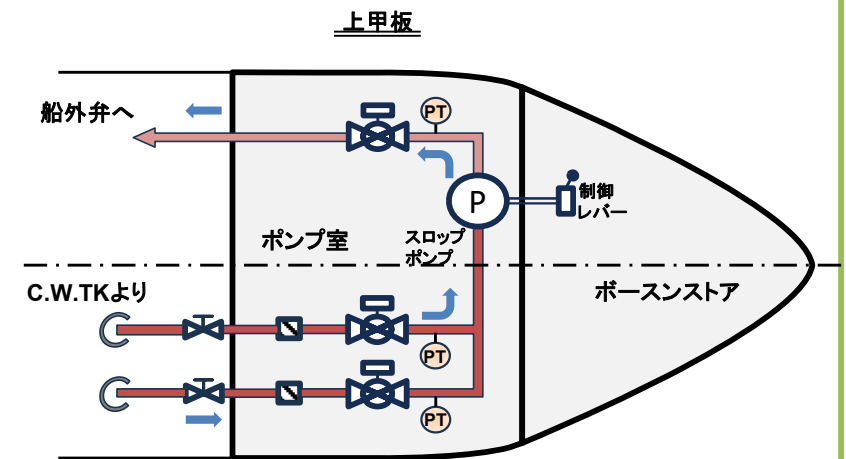 上甲板
船外弁へ
PT
P
制御
レバー
ポンプ室
スロップ
ポンプ
C.W.TKより
ボースンストア
PT
PT